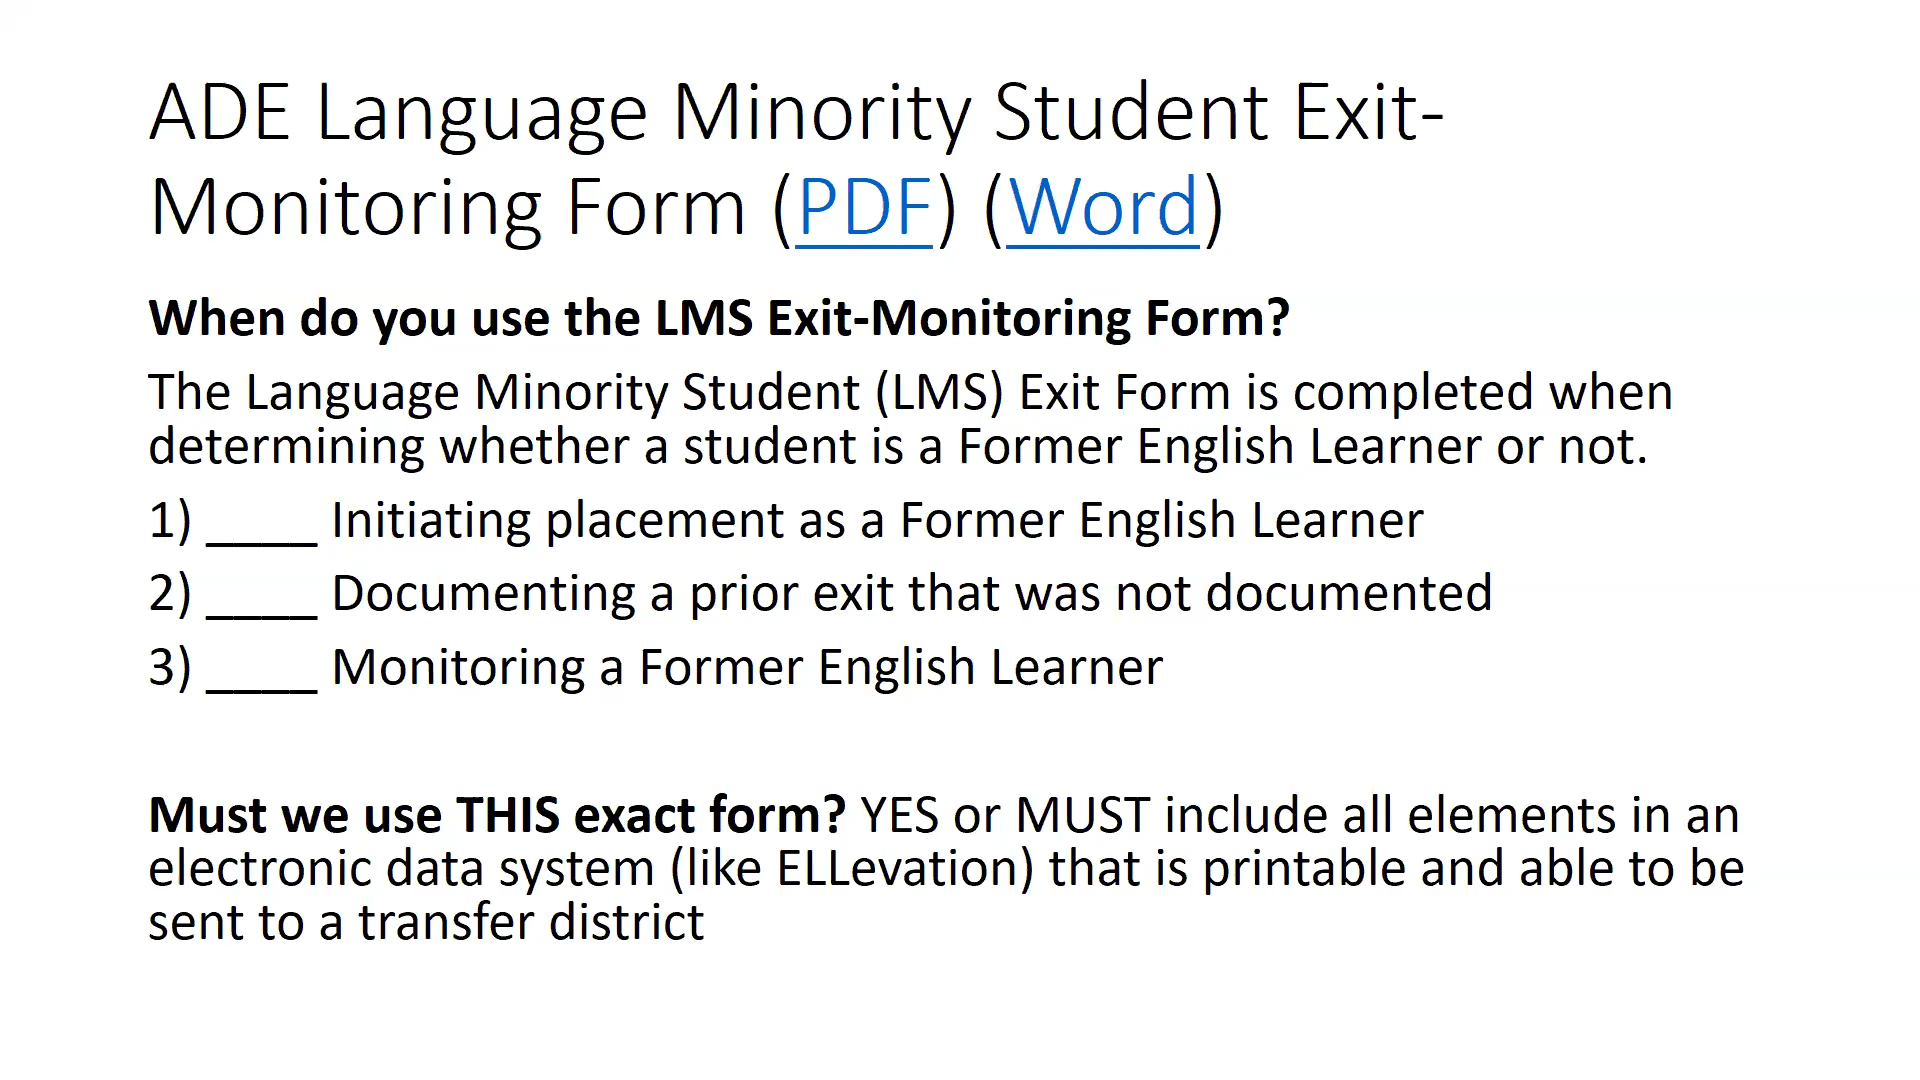 ADE Language Minority Student Exit-
Monitoring Form (PDF) (Word)
When do you use the LMS Exit-Monitoring Form?
The Language Minority Student (LMS) Exit Form is completed when
determining whether a student is a Former English Learner or not.
1) ____ Initiating placement as a Former English Learner
2) ____ Documenting a prior exit that was not documented
3) ____ Monitoring a Former English Learner
Must we use THIS exact form? YES or MUST include all elements in an
electronic data system (like ELLevation) that is printable and able to be
sent to a transfer district